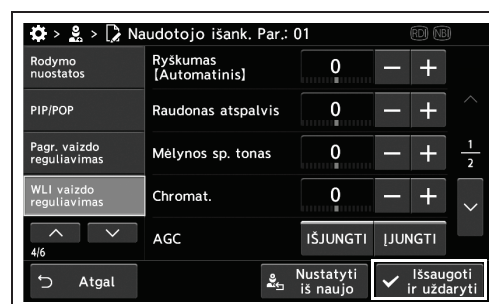 > > Naudotojo išank. Par.: 01 RDI NBI
Rodymo
nuostatos
PIP/POP
Pagr. vaizdo
reguliavimas
WLI vaizdo
reguliavimas
4/6
Ryškumas
[Automatinis] 0 − +
Raudonas atspalvis 0 − +
Mėlynos sp. tonas 0 − +
Chromat. 0 − +
AGC IŠJUNGTI ĮJUNGTI
1
2
Atgal
Nustatyti
iš naujo
Išsaugoti
ir uždaryti